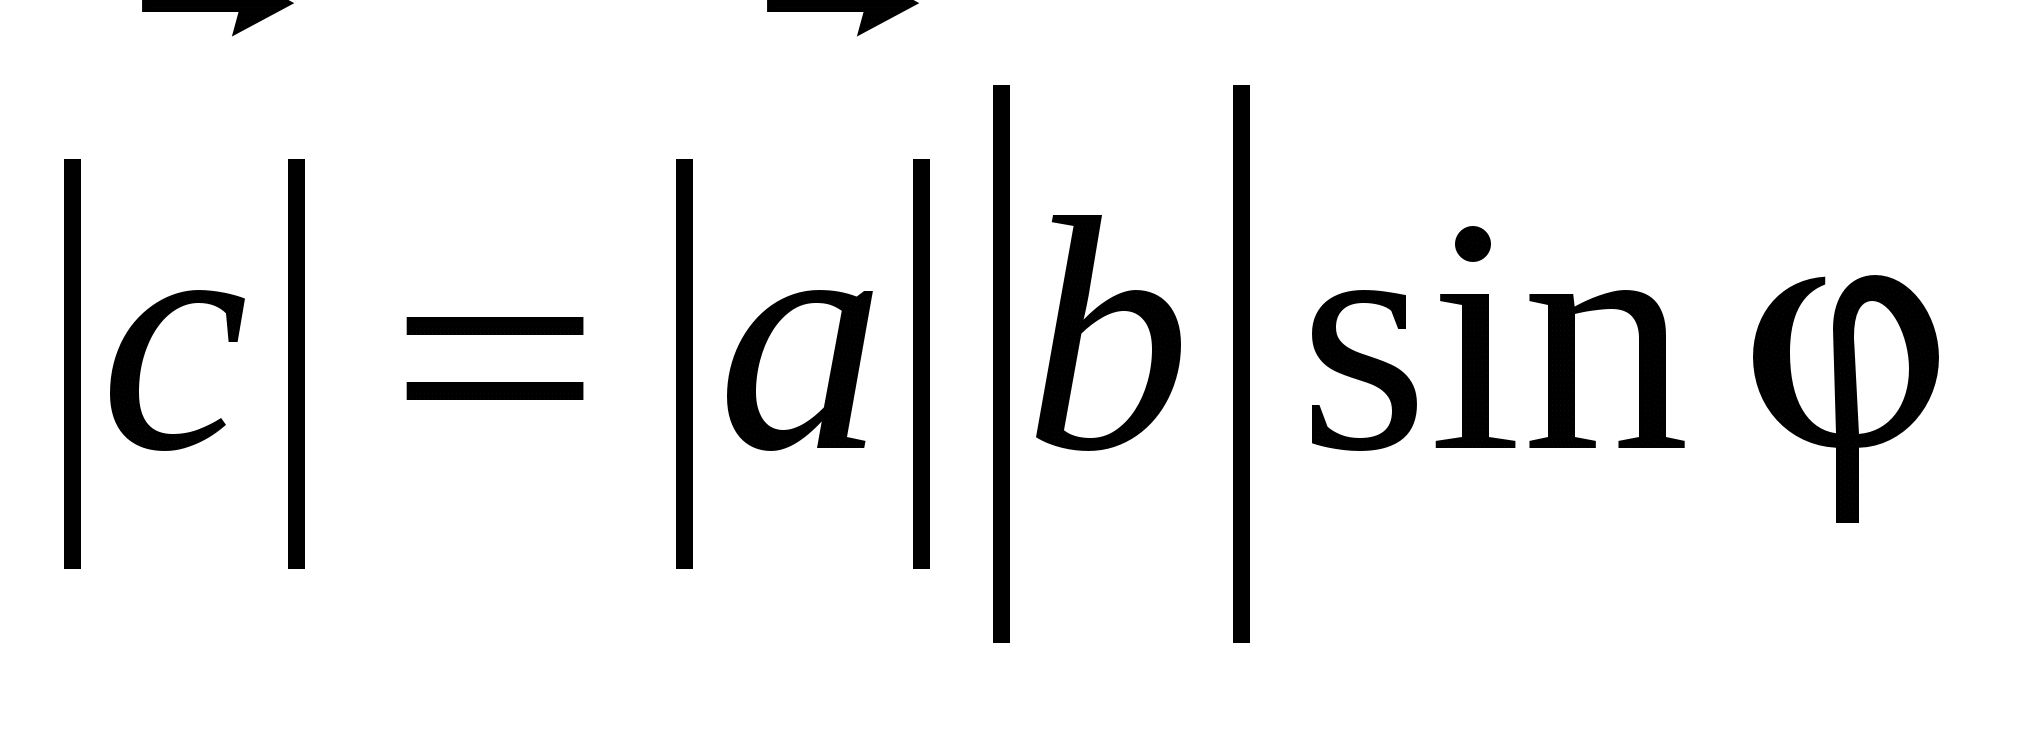 |c⃗| = |a⃗| |b| sin φ